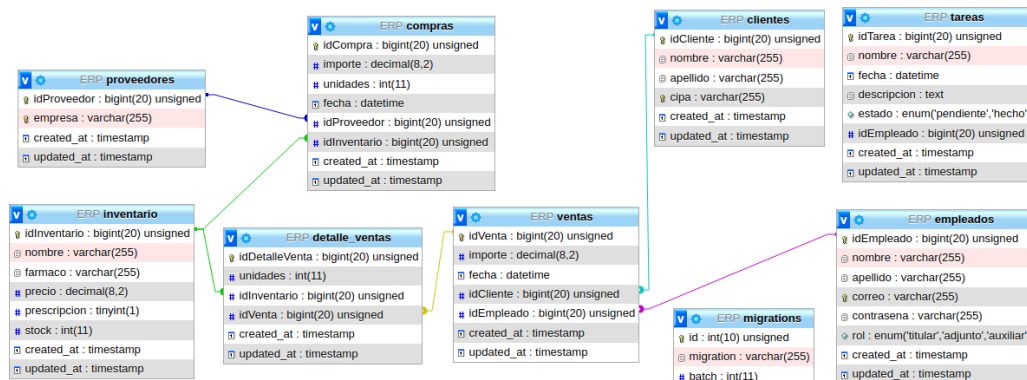 ERP proveedores
idProveedor : bigint(20) unsigned
empresa : varchar(255)
created_at : timestamp
updated_at : timestamp
ERP compras
idCompra : bigint(20) unsigned
importe : decimal(8,2)
unidades : int(11)
fecha : datetime
idProveedor : bigint(20) unsigned
idInventario : bigint(20) unsigned
created_at : timestamp
updated_at : timestamp
ERP clientes
idCliente : bigint(20) unsigned
nombre : varchar(255)
apellido : varchar(255)
cipa : varchar(255)
created_at : timestamp
updated_at : timestamp
ERP tareas
idTarea : bigint(20) unsigned
nombre : varchar(255)
fecha : datetime
descripcion : text
estado : enum('pendiente','hecho'
idEmpleado : bigint(20) unsigned
created_at : timestamp
updated_at : timestamp
ERP inventario
idInventario : bigint(20) unsigned
nombre : varchar(255)
farmaco : varchar(255)
precio : decimal(8,2)
prescripcion : tinyint(1)
stock : int(11)
created_at : timestamp
updated_at : timestamp
ERP detalle_ventas
idDetalleVenta : bigint(20) unsigned
unidades : int(11)
idInventario : bigint(20) unsigned
idVenta : bigint(20) unsigned
created_at : timestamp
updated_at : timestamp
ERP ventas
idVenta : bigint(20) unsigned
importe : decimal(8,2)
fecha : datetime
idCliente : bigint(20) unsigned
idEmpleado : bigint(20) unsigned
created_at : timestamp
updated_at : timestamp
ERP migrations
id : int(10) unsigned
migration : varchar(255)
batch : int(11)
ERP empleados
idEmpleado : bigint(20) unsigned
nombre : varchar(255)
apellido : varchar(255)
correo : varchar(255)
contrasena : varchar(255)
rol : enum('titular','adjunto','auxiliar'
created_at : timestamp
updated_at : timestamp